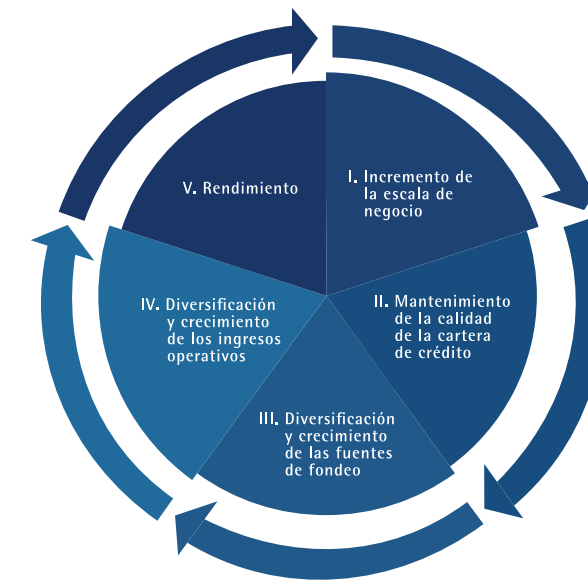 I. Incremento de
la escala de
negocio
II. Mantenimiento
de la calidad
de la cartera
de crédito
III. Diversificación
y crecimiento
de las fuentes
de fondeo
IV. Diversificación
y crecimiento
de los ingresos
operativos
V. Rendimiento